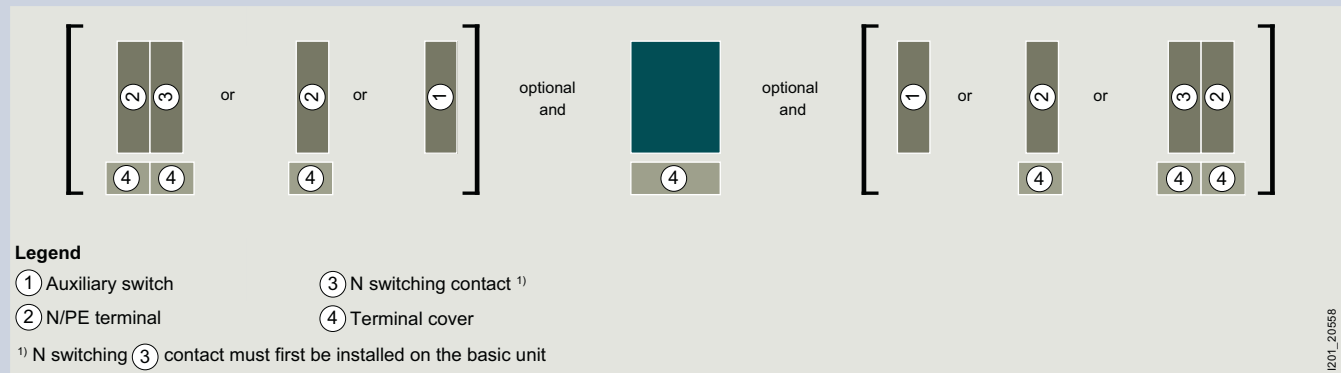 2 3 or 2 or 1 optional and optional and 1 or 2 or 3 2
4 4 4 4 4 4 4
Legend
1 Auxiliary switch
3 N switching contact 1)
2 N/PE terminal
4 Terminal cover
1) N switching 3 contact must first be installed on the basic unit
I201_20558